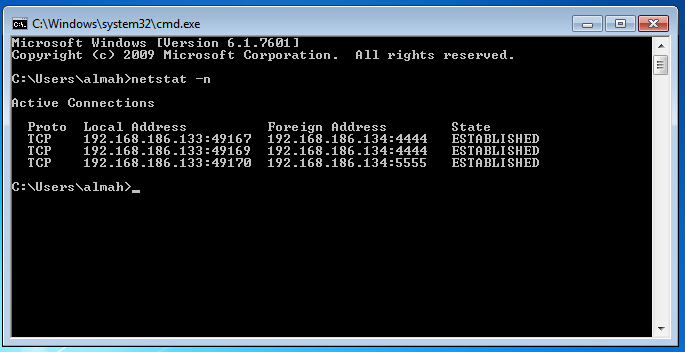 C:\Windows\system32\cmd.exe
Microsoft Windows [Version 6.1.7601]
Copyright (c) 2009 Microsoft Corporation.  All rights reserved.
C:\Users\almah>netstat -n
Active Connections
  Proto  Local Address          Foreign Address        State
  TCP    192.168.186.133:49167  192.168.186.134:4444   ESTABLISHED
  TCP    192.168.186.133:49169  192.168.186.134:4444   ESTABLISHED
  TCP    192.168.186.133:49170  192.168.186.134:5555   ESTABLISHED
C:\Users\almah>_